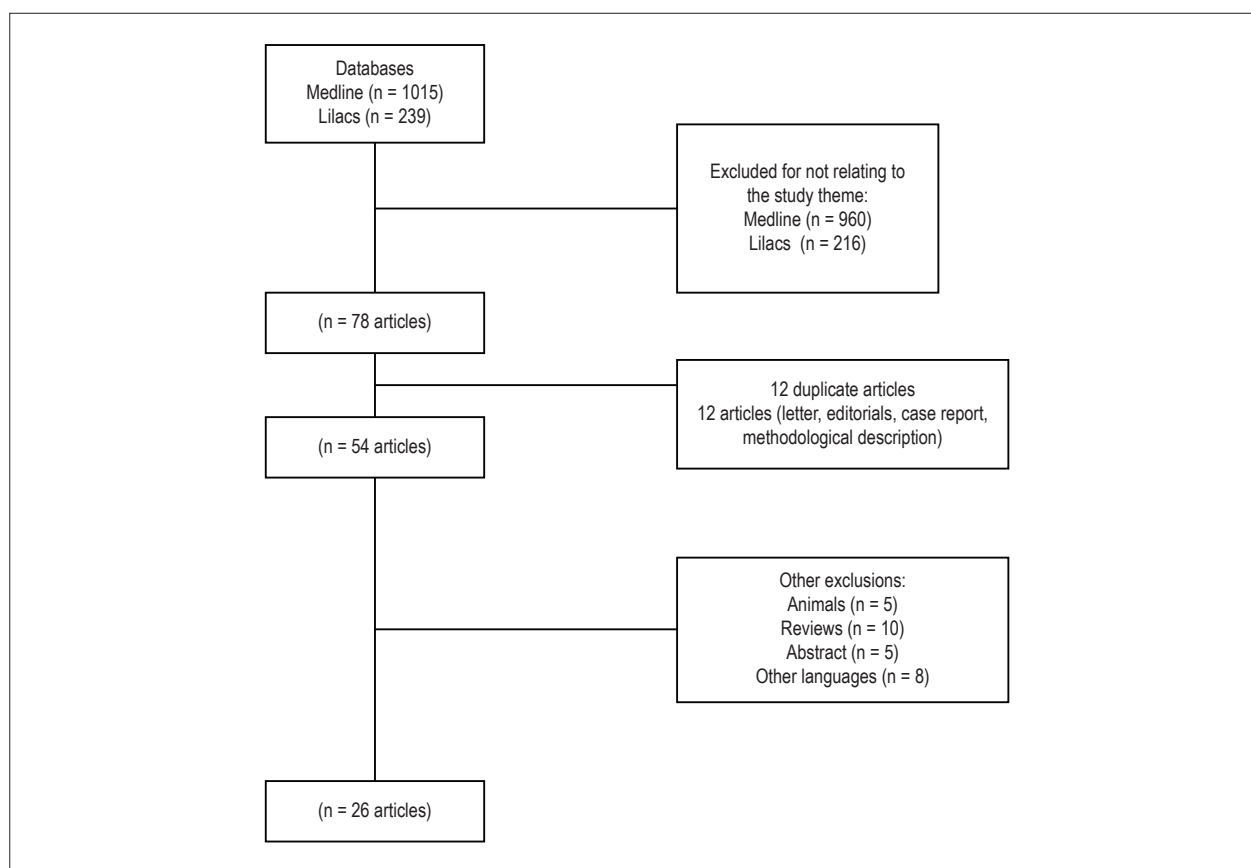 Databases
Medline (n = 1015)
Lilacs (n = 239)
Excluded for not relating to
the study theme:
Medline (n = 960)
Lilacs (n = 216)
(n = 78 articles)
12 duplicate articles
12 articles (letter, editorials, case report,
methodological description)
(n = 54 articles)
Other exclusions:
Animals (n = 5)
Reviews (n = 10)
Abstract (n = 5)
Other languages (n = 8)
(n = 26 articles)